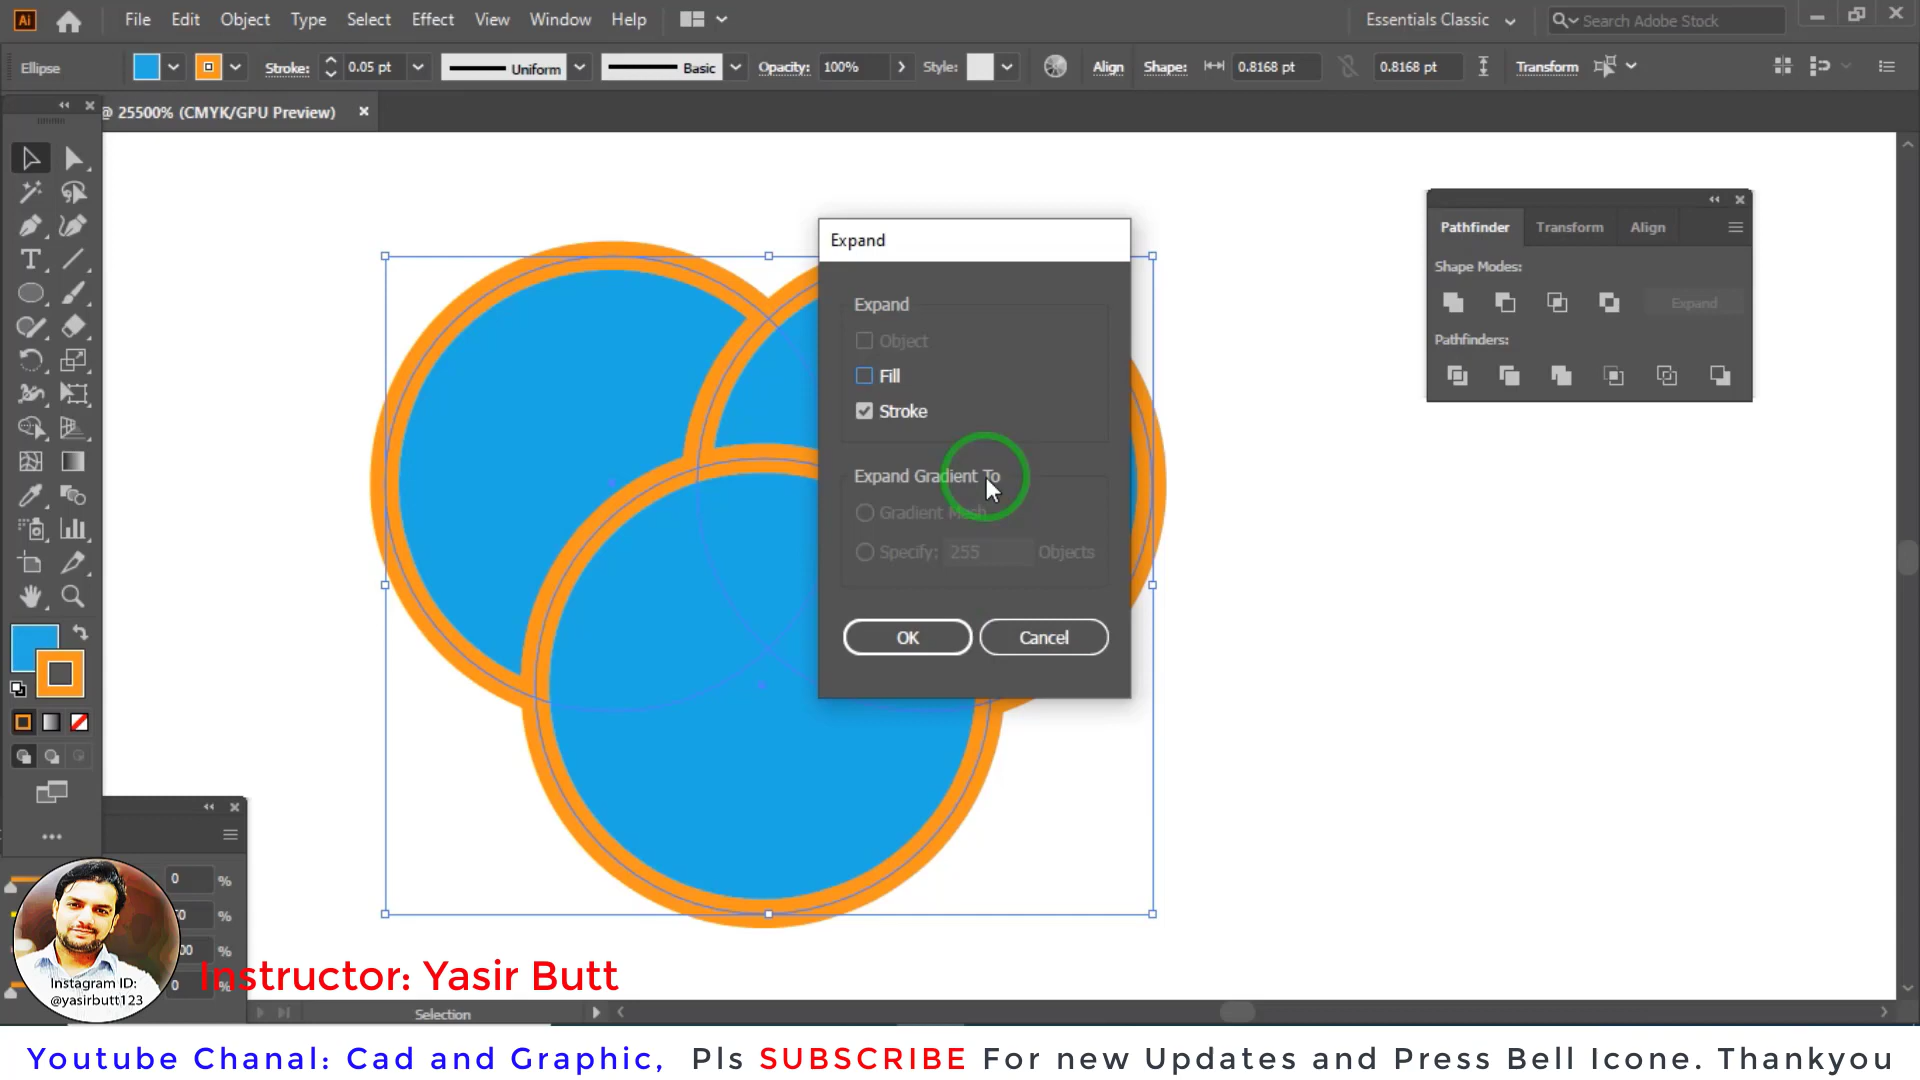 Ai File Edit Object Type Select Effect View Window Help Essentials Classic Search Adobe Stock
Ellipse Stroke: 0.05 pt Uniform Basic Opacity: 100% Style: Align Shape: 0.8168 pt 0.8168 pt Transform
@ 25500% (CMYK/GPU Preview)
Expand
Expand
Object
Fill
Stroke
Expand Gradient To
Gradient Mesh
Specify: 255 Objects
OK Cancel
Pathfinder Transform Align
Shape Modes:
Expand
Pathfinders:
0 %
50 %
00 %
0 %
Instagram ID:
@yasirbutt123
Instructor: Yasir Butt
Selection
Youtube Chanal: Cad and Graphic, Pls SUBSCRIBE For new Updates and Press Bell Icone. Thankyou